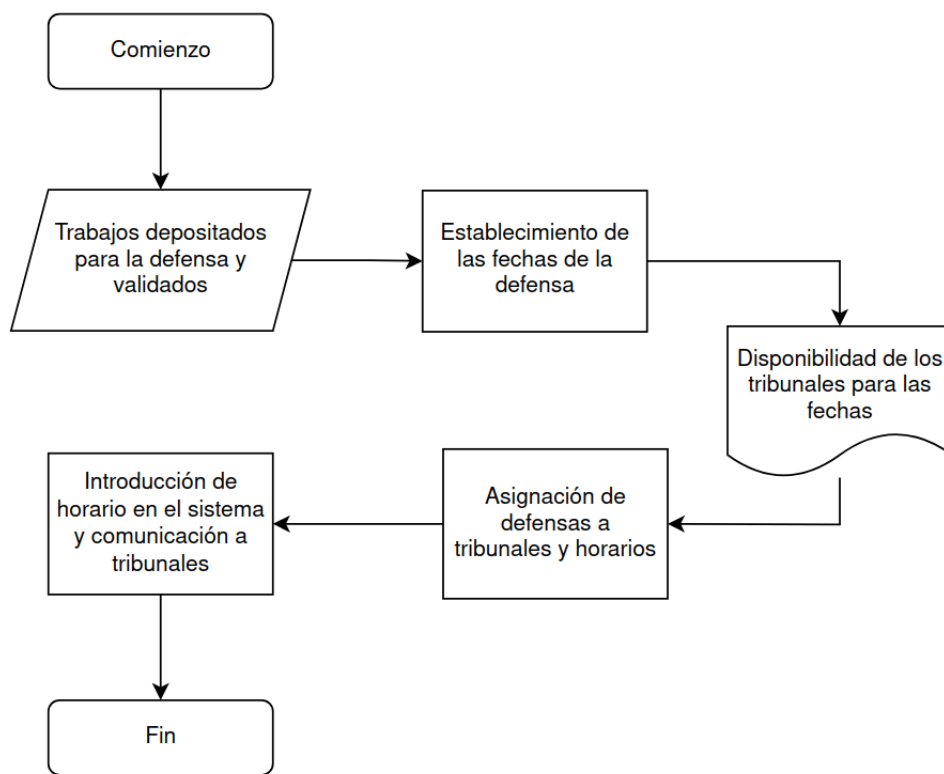 Comienzo
Trabajos depositados
para la defensa y
validados
Establecimiento de
las fechas de la
defensa
Disponibilidad de los
tribunales para las
fechas
Asignación de
defensas a
tribunales y horarios
Introducción de
horario en el sistema
y comunicación a
tribunales
Fin